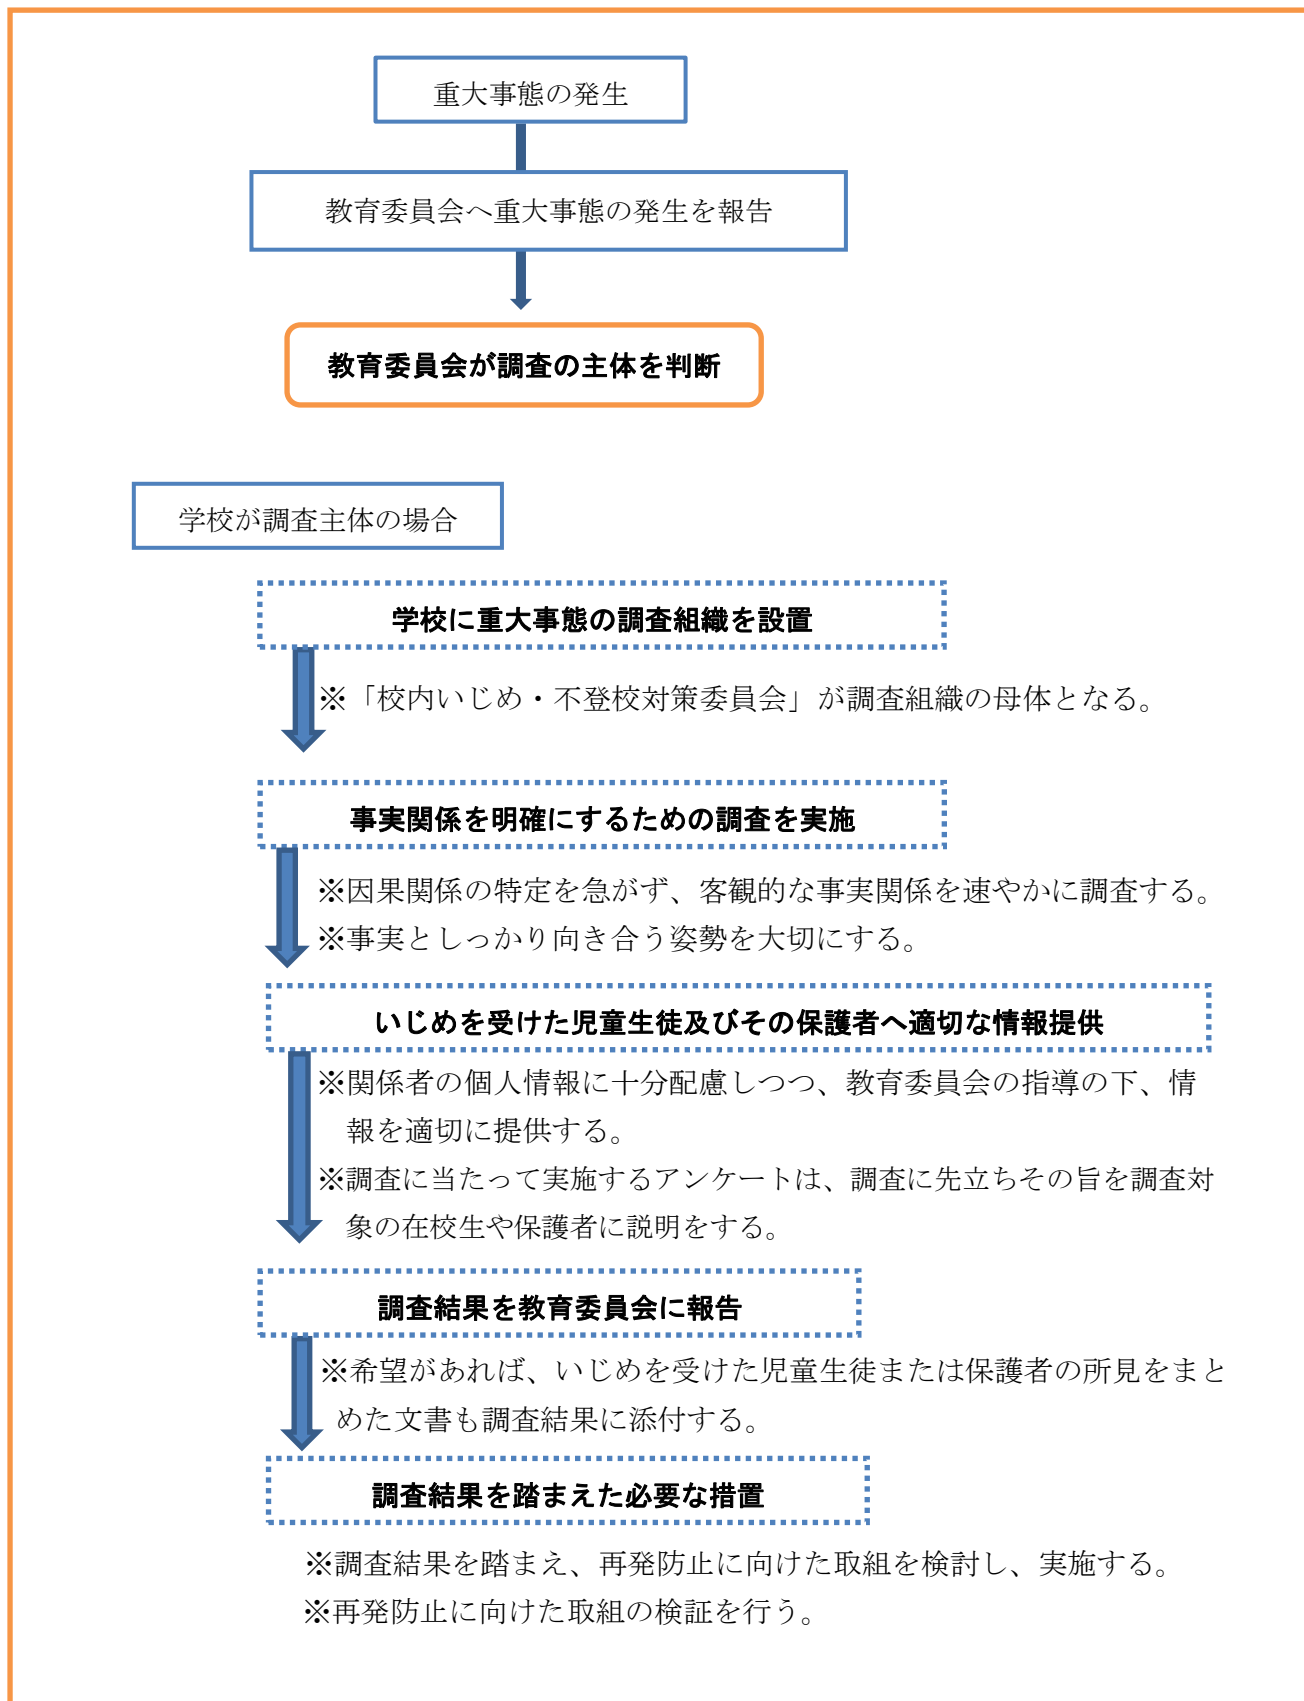 重大事態の発生
教育委員会へ重大事態の発生を報告
教育委員会が調査の主体を判断
学校が調査主体の場合
学校に重大事態の調査組織を設置
※「校内いじめ・不登校対策委員会」が調査組織の母体となる。
事実関係を明確にするための調査を実施
※因果関係の特定を急がず、客観的な事実関係を速やかに調査する。
※事実としっかり向き合う姿勢を大切にする。
いじめを受けた児童生徒及びその保護者へ適切な情報提供
※関係者の個人情報に十分配慮しつつ、教育委員会の指導の下、情
報を適切に提供する。
※調査に当たって実施するアンケートは、調査に先立ちその旨を調査対
象の在校生や保護者に説明をする。
調査結果を教育委員会に報告
※希望があれば、いじめを受けた児童生徒または保護者の所見をまと
めた文書も調査結果に添付する。
調査結果を踏まえた必要な措置
※調査結果を踏まえ、再発防止に向けた取組を検討し、実施する。
※再発防止に向けた取組の検証を行う。